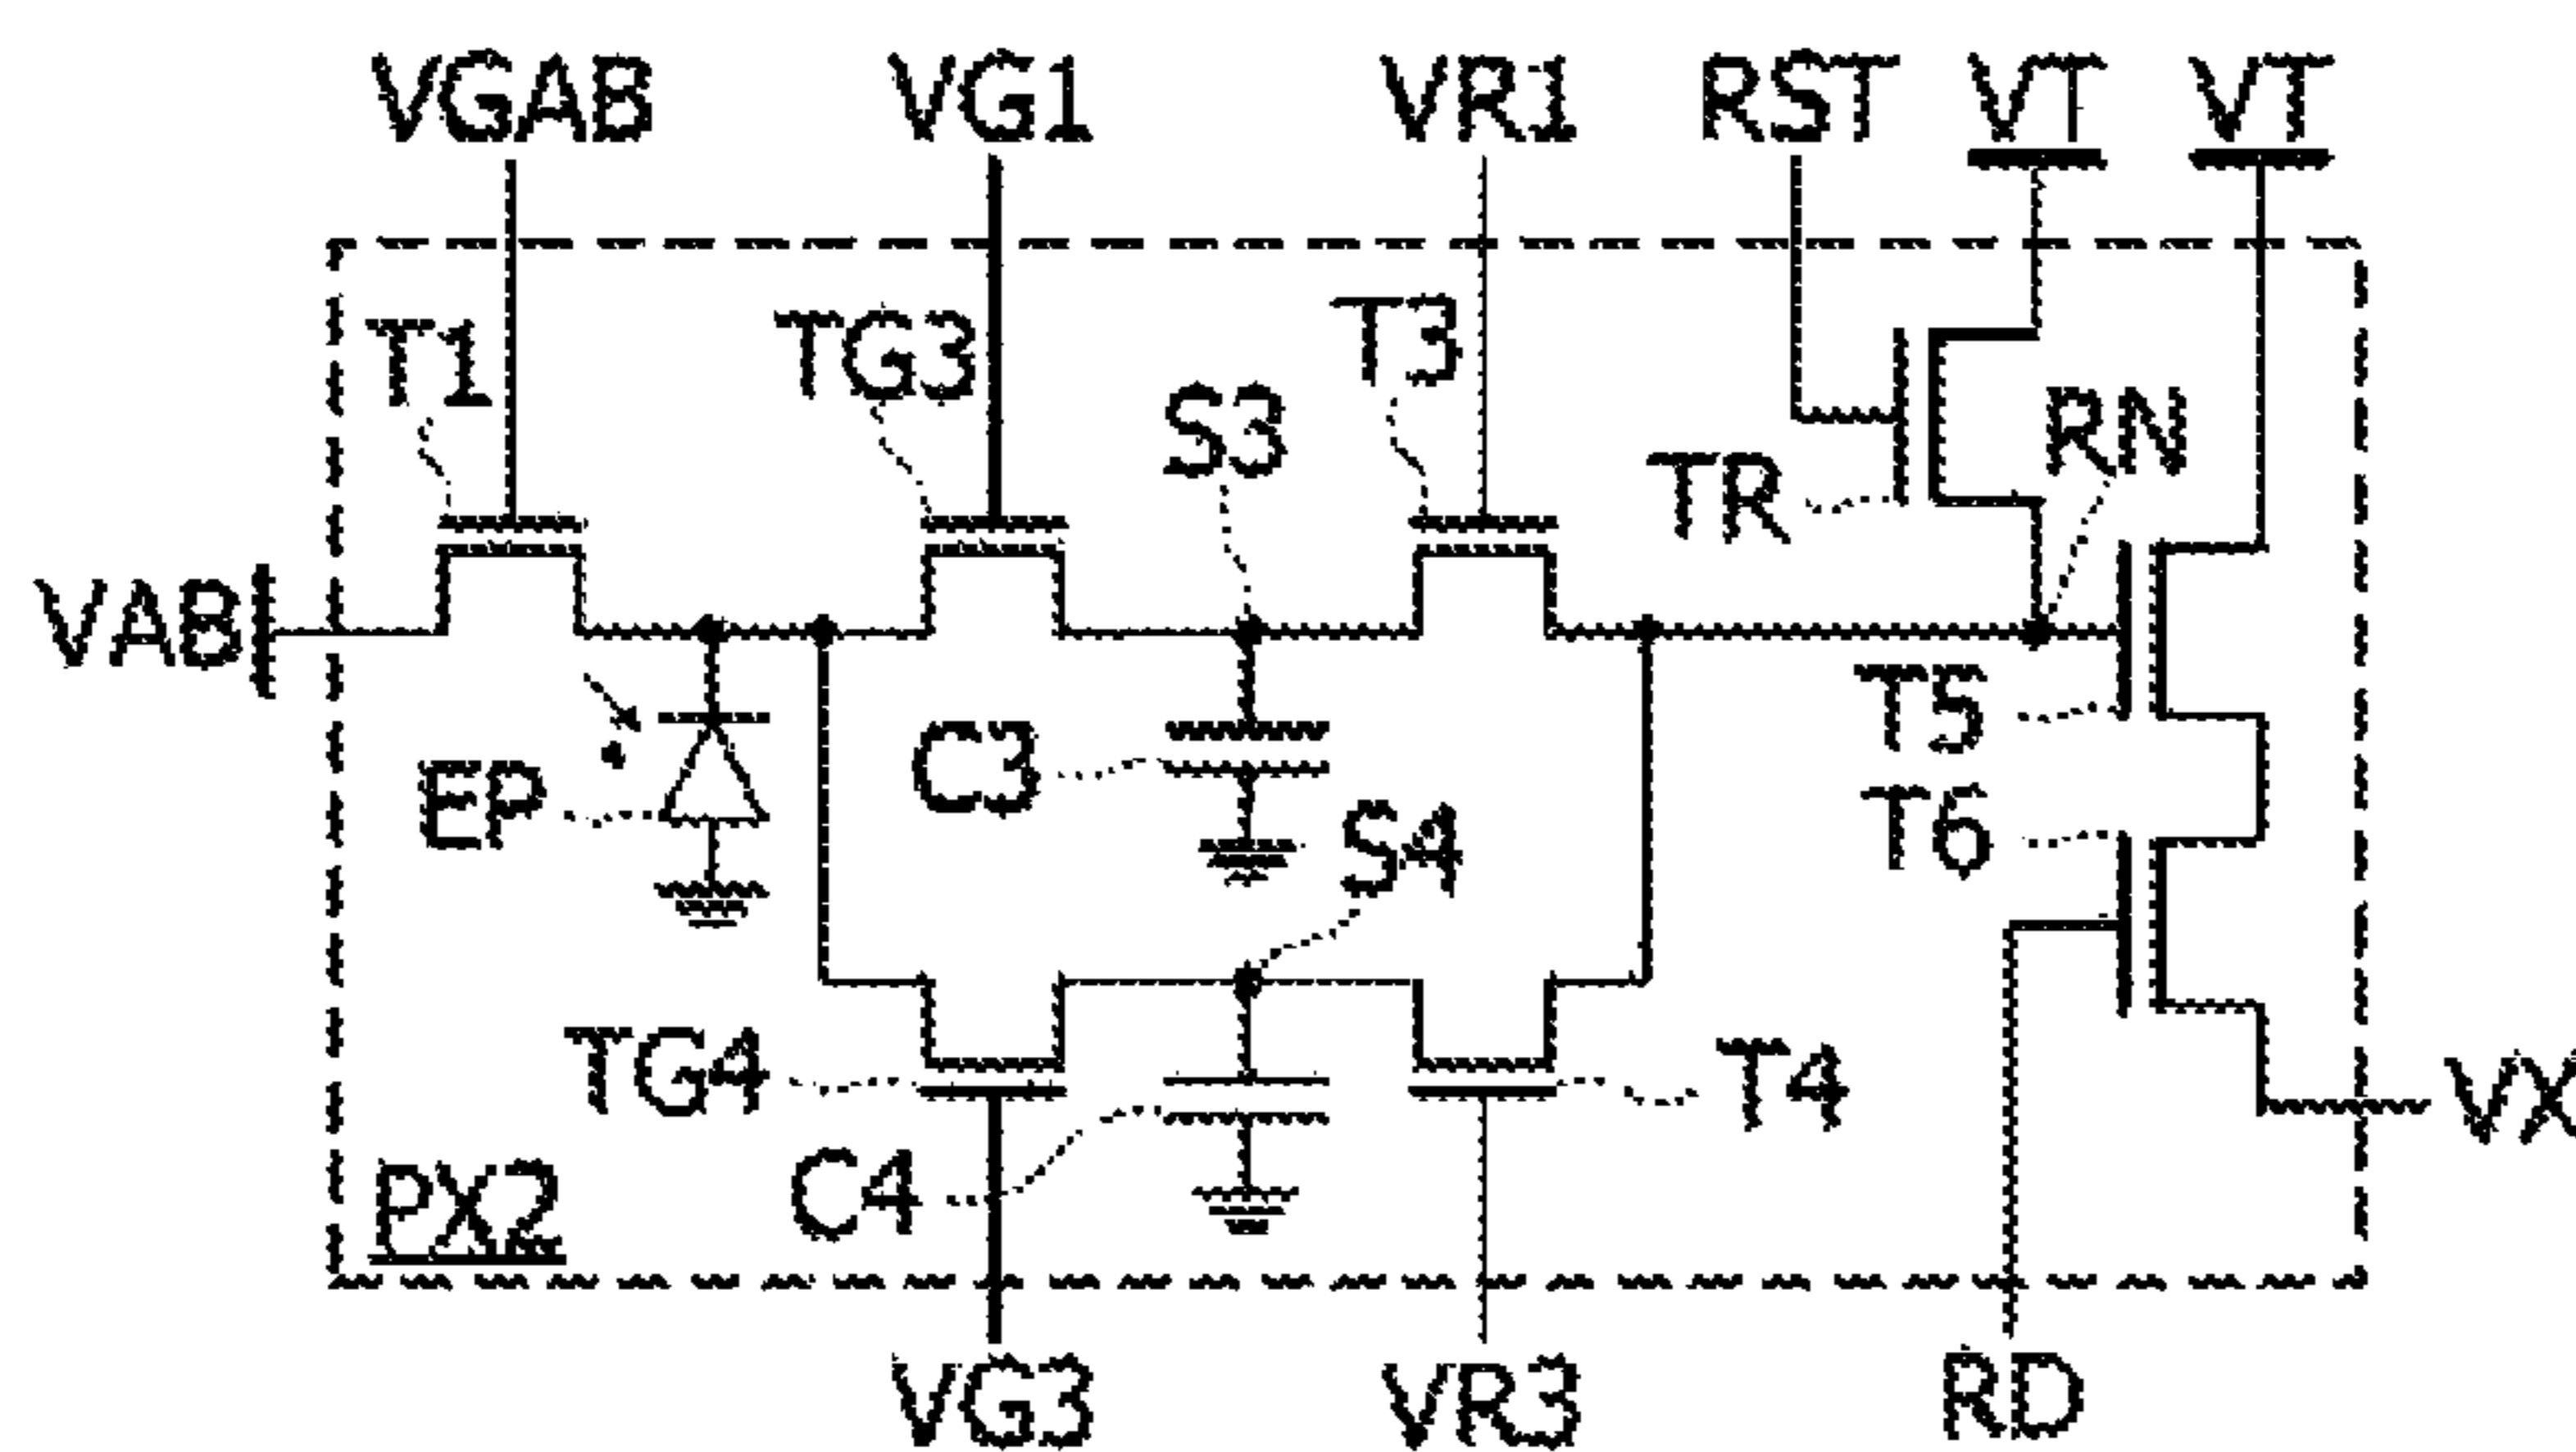 VGAB VG1 VR1 RST VT VT
T1 TG3 T3
S3 RN
TR
VAB
T5
EP C3 T6
S4
TG4 T4
C4
PX2
VX
VG3 VR3 RD